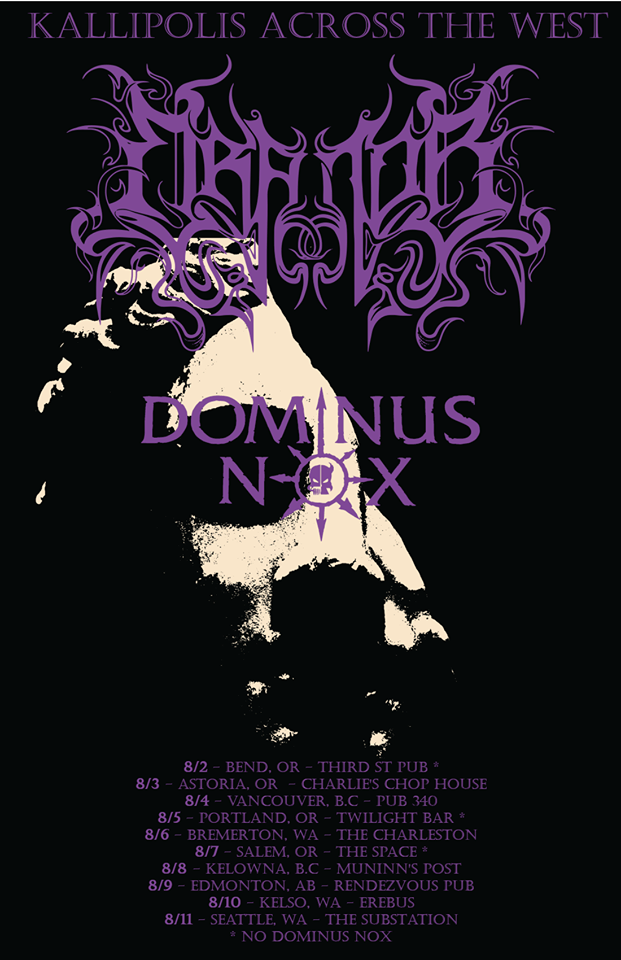 KALLIPOLIS ACROSS THE WEST
ORATOR
DOMINUS
NOX
8/2 – BEND, OR – THIRD ST PUB *
8/3 – ASTORIA, OR – CHARLIE'S CHOP HOUSE
8/4 – VANCOUVER, B.C – PUB 340
8/5 – PORTLAND, OR – TWILIGHT BAR *
8/6 – BREMERTON, WA – THE CHARLESTON
8/7 – SALEM, OR – THE SPACE *
8/8 – KELOWNA, B.C – MUNINN'S POST
8/9 – EDMONTON, AB – RENDEZVOUS PUB
8/10 – KELSO, WA – EREBUS
8/11 – SEATTLE, WA – THE SUBSTATION
* NO DOMINUS NOX